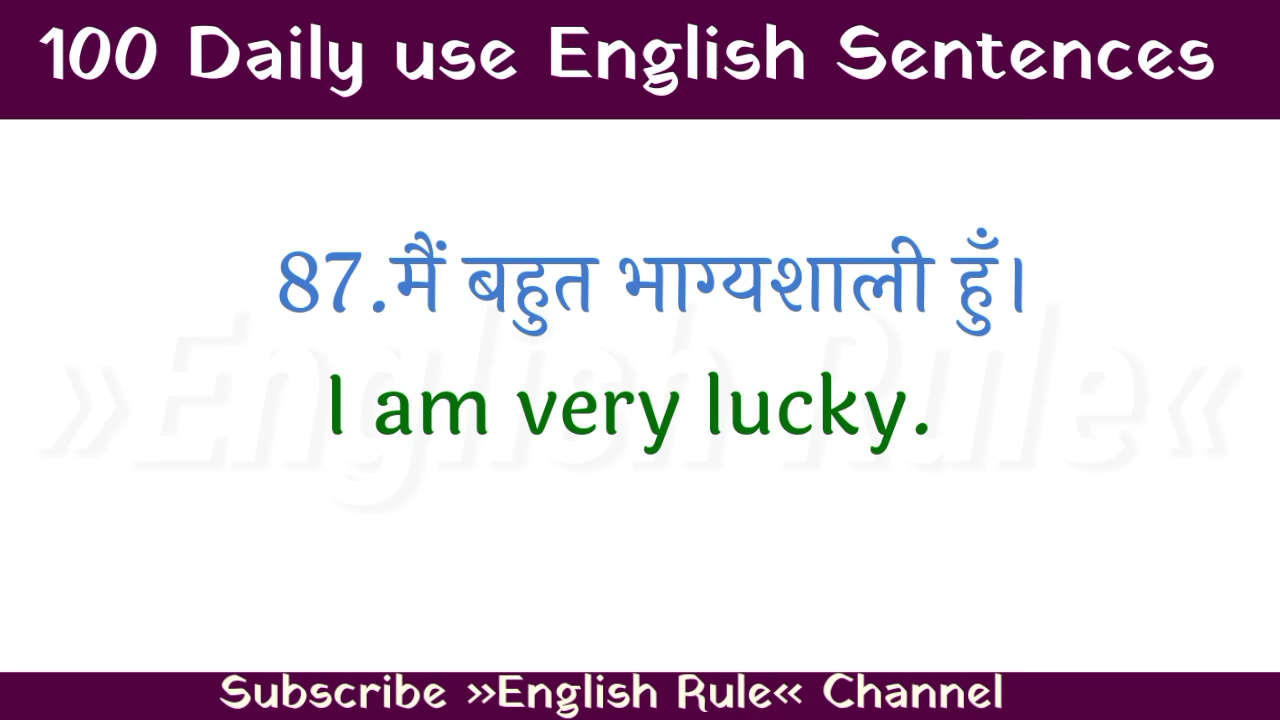 100 Daily use English Sentences
87.मैं बहुत भाग्यशाली हुँ।
»English Rule«
I am very lucky.
Subscribe »English Rule« Channel